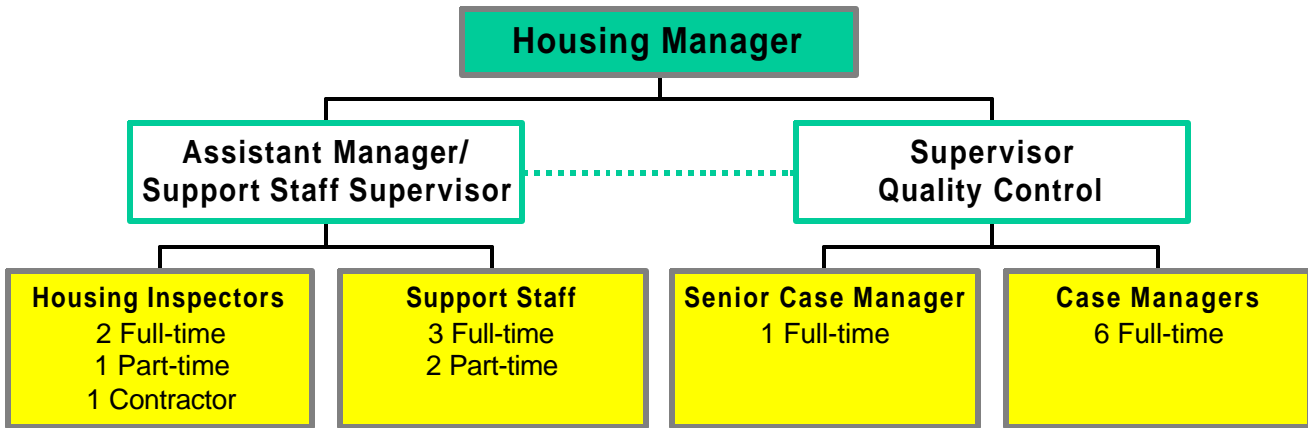 Housing Manager
Assistant Manager/
Support Staff Supervisor
Supervisor
Quality Control
Housing Inspectors
2 Full-time
1 Part-time
1 Contractor
Support Staff
3 Full-time
2 Part-time
Senior Case Manager
1 Full-time
Case Managers
6 Full-time